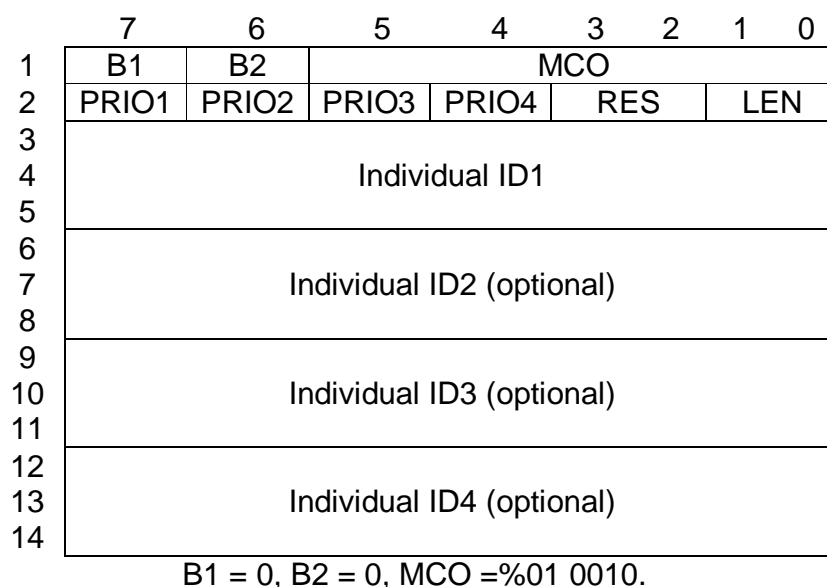 7 6 5 4 3 2 1 0
1 B1 B2 MCO
2 PRIO1 PRIO2 PRIO3 PRIO4 RES LEN
3
4 Individual ID1
5
6
7 Individual ID2 (optional)
8
9
10 Individual ID3 (optional)
11
12
13 Individual ID4 (optional)
14
B1 = 0, B2 = 0, MCO =%01 0010.